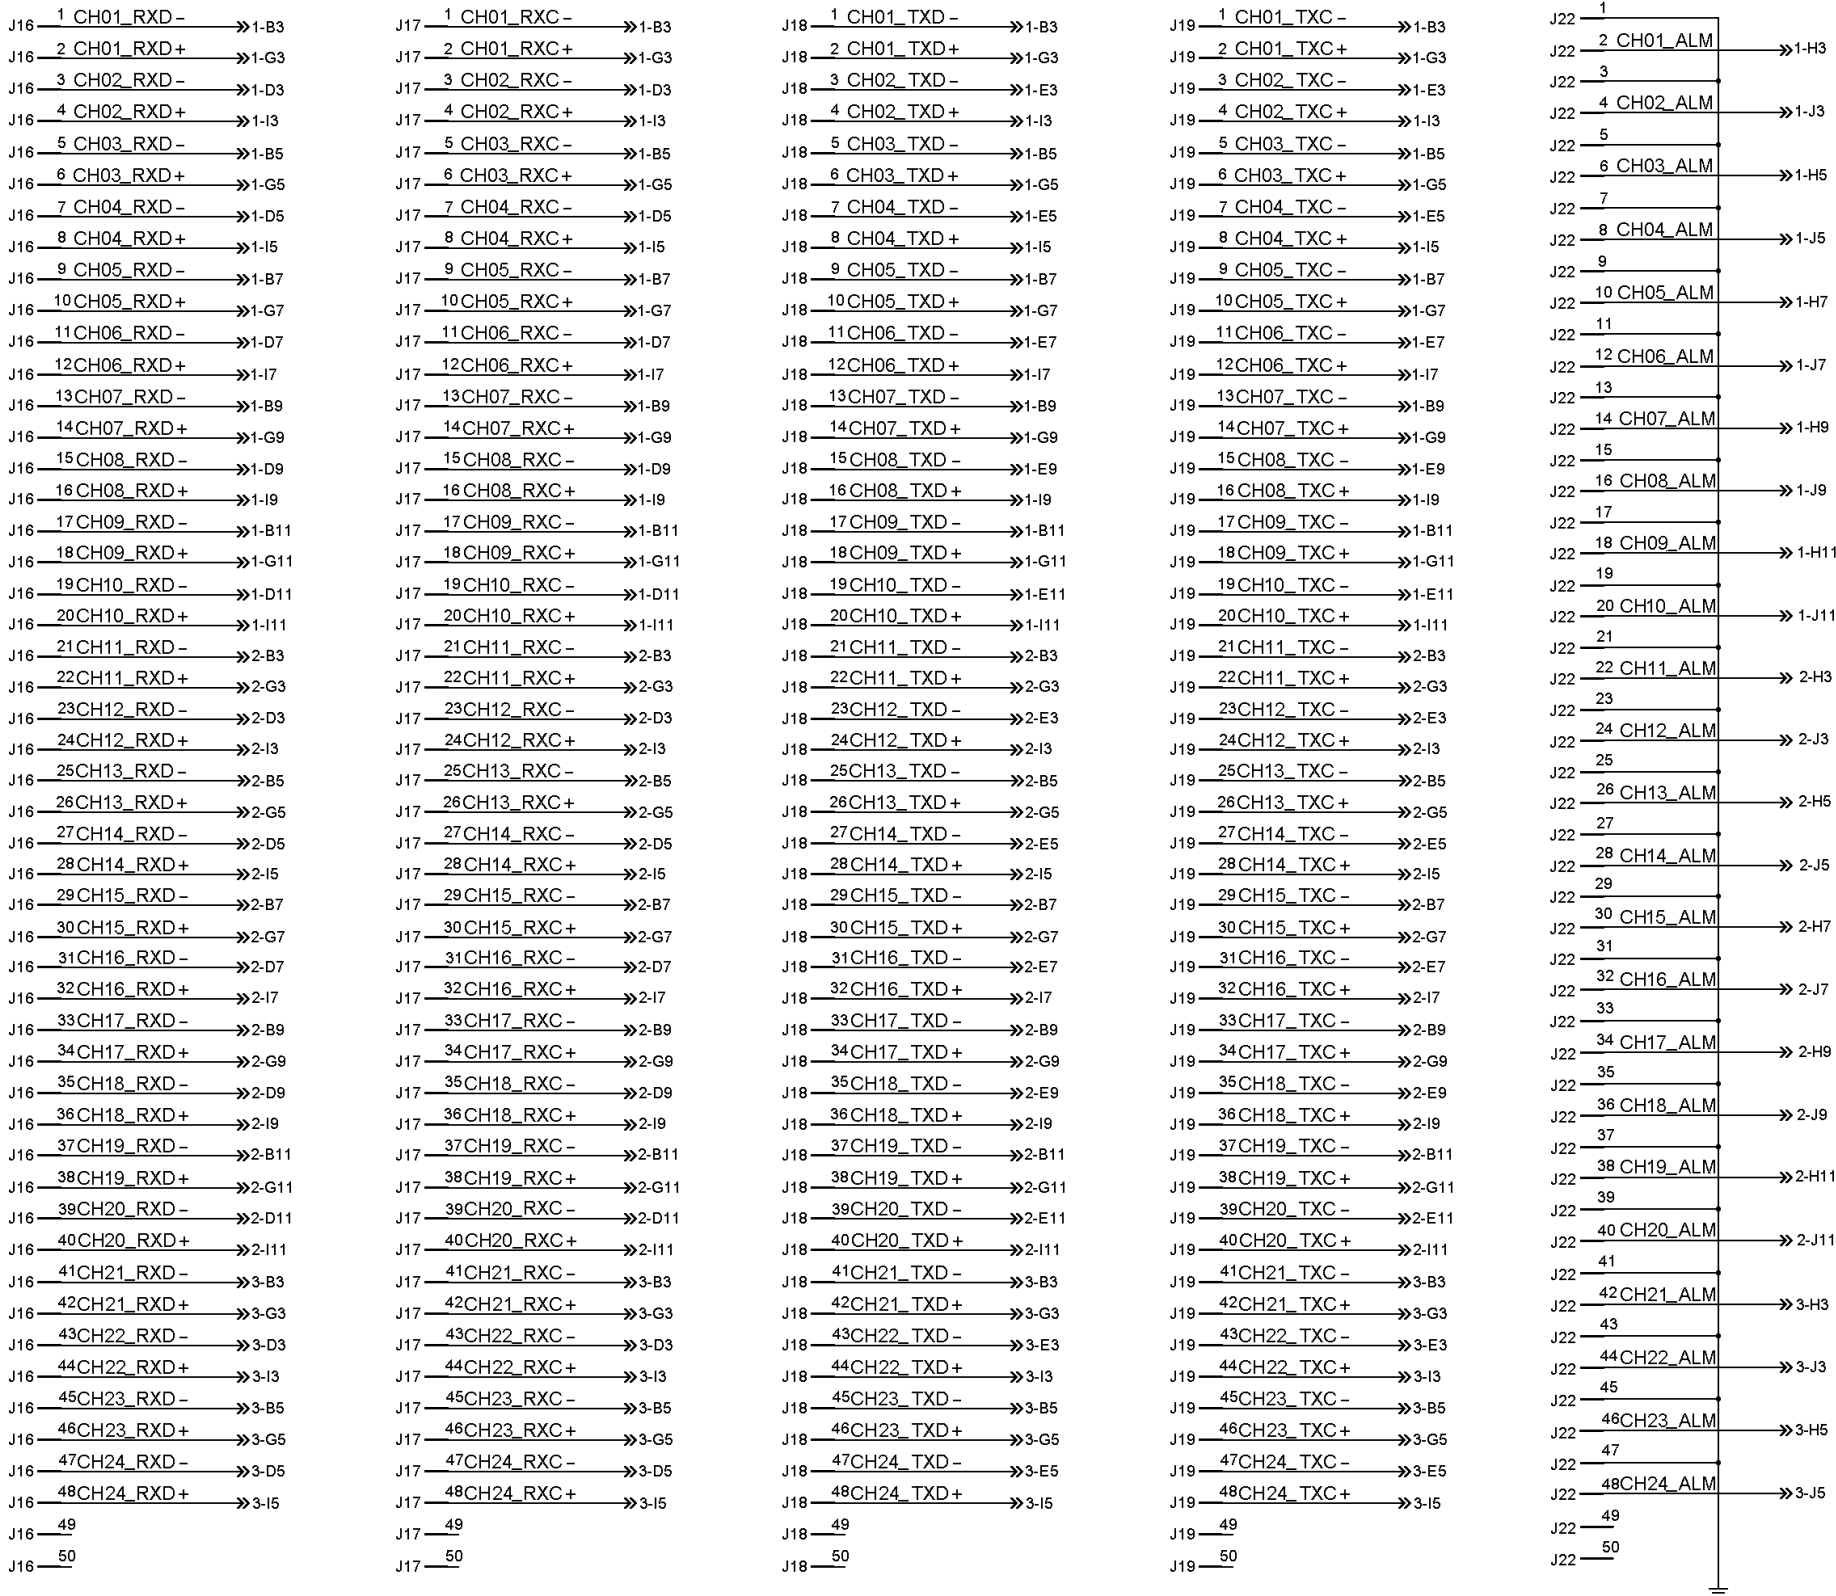 J16 1 CH01_RXD- 1-B3 J17 1 CH01_RXC- 1-B3 J18 1 CH01_TXD- 1-B3 J19 1 CH01_TXC- 1-B3 J22 1
J16 2 CH01_RXD+ 1-G3 J17 2 CH01_RXC+ 1-G3 J18 2 CH01_TXD+ 1-G3 J19 2 CH01_TXC+ 1-G3 J22 2 CH01_ALM 1-H3
J16 3 CH02_RXD- 1-D3 J17 3 CH02_RXC- 1-D3 J18 3 CH02_TXD- 1-E3 J19 3 CH02_TXC- 1-E3 J22 3
J16 4 CH02_RXD+ 1-I3 J17 4 CH02_RXC+ 1-I3 J18 4 CH02_TXD+ 1-I3 J19 4 CH02_TXC+ 1-I3 J22 4 CH02_ALM 1-J3
J16 5 CH03_RXD- 1-B5 J17 5 CH03_RXC- 1-B5 J18 5 CH03_TXD- 1-B5 J19 5 CH03_TXC- 1-B5 J22 5
J16 6 CH03_RXD+ 1-G5 J17 6 CH03_RXC+ 1-G5 J18 6 CH03_TXD+ 1-G5 J19 6 CH03_TXC+ 1-G5 J22 6 CH03_ALM 1-H5
J16 7 CH04_RXD- 1-D5 J17 7 CH04_RXC- 1-D5 J18 7 CH04_TXD- 1-E5 J19 7 CH04_TXC- 1-E5 J22 7
J16 8 CH04_RXD+ 1-I5 J17 8 CH04_RXC+ 1-I5 J18 8 CH04_TXD+ 1-I5 J19 8 CH04_TXC+ 1-I5 J22 8 CH04_ALM 1-J5
J16 9 CH05_RXD- 1-B7 J17 9 CH05_RXC- 1-B7 J18 9 CH05_TXD- 1-B7 J19 9 CH05_TXC- 1-B7 J22 9
J16 10 CH05_RXD+ 1-G7 J17 10 CH05_RXC+ 1-G7 J18 10 CH05_TXD+ 1-G7 J19 10 CH05_TXC+ 1-G7 J22 10 CH05_ALM 1-H7
J16 11 CH06_RXD- 1-D7 J17 11 CH06_RXC- 1-D7 J18 11 CH06_TXD- 1-E7 J19 11 CH06_TXC- 1-E7 J22 11
J16 12 CH06_RXD+ 1-I7 J17 12 CH06_RXC+ 1-I7 J18 12 CH06_TXD+ 1-I7 J19 12 CH06_TXC+ 1-I7 J22 12 CH06_ALM 1-J7
J16 13 CH07_RXD- 1-B9 J17 13 CH07_RXC- 1-B9 J18 13 CH07_TXD- 1-B9 J19 13 CH07_TXC- 1-B9 J22 13
J16 14 CH07_RXD+ 1-G9 J17 14 CH07_RXC+ 1-G9 J18 14 CH07_TXD+ 1-G9 J19 14 CH07_TXC+ 1-G9 J22 14 CH07_ALM 1-H9
J16 15 CH08_RXD- 1-D9 J17 15 CH08_RXC- 1-D9 J18 15 CH08_TXD- 1-E9 J19 15 CH08_TXC- 1-E9 J22 15
J16 16 CH08_RXD+ 1-I9 J17 16 CH08_RXC+ 1-I9 J18 16 CH08_TXD+ 1-I9 J19 16 CH08_TXC+ 1-I9 J22 16 CH08_ALM 1-J9
J16 17 CH09_RXD- 1-B11 J17 17 CH09_RXC- 1-B11 J18 17 CH09_TXD- 1-B11 J19 17 CH09_TXC- 1-B11 J22 17
J16 18 CH09_RXD+ 1-G11 J17 18 CH09_RXC+ 1-G11 J18 18 CH09_TXD+ 1-G11 J19 18 CH09_TXC+ 1-G11 J22 18 CH09_ALM 1-H11
J16 19 CH10_RXD- 1-D11 J17 19 CH10_RXC- 1-D11 J18 19 CH10_TXD- 1-E11 J19 19 CH10_TXC- 1-E11 J22 19
J16 20 CH10_RXD+ 1-I11 J17 20 CH10_RXC+ 1-I11 J18 20 CH10_TXD+ 1-I11 J19 20 CH10_TXC+ 1-I11 J22 20 CH10_ALM 1-J11
J16 21 CH11_RXD- 2-B3 J17 21 CH11_RXC- 2-B3 J18 21 CH11_TXD- 2-B3 J19 21 CH11_TXC- 2-B3 J22 21
J16 22 CH11_RXD+ 2-G3 J17 22 CH11_RXC+ 2-G3 J18 22 CH11_TXD+ 2-G3 J19 22 CH11_TXC+ 2-G3 J22 22 CH11_ALM 2-H3
J16 23 CH12_RXD- 2-D3 J17 23 CH12_RXC- 2-D3 J18 23 CH12_TXD- 2-E3 J19 23 CH12_TXC- 2-E3 J22 23
J16 24 CH12_RXD+ 2-I3 J17 24 CH12_RXC+ 2-I3 J18 24 CH12_TXD+ 2-I3 J19 24 CH12_TXC+ 2-I3 J22 24 CH12_ALM 2-J3
J16 25 CH13_RXD- 2-B5 J17 25 CH13_RXC- 2-B5 J18 25 CH13_TXD- 2-B5 J19 25 CH13_TXC- 2-B5 J22 25
J16 26 CH13_RXD+ 2-G5 J17 26 CH13_RXC+ 2-G5 J18 26 CH13_TXD+ 2-G5 J19 26 CH13_TXC+ 2-G5 J22 26 CH13_ALM 2-H5
J16 27 CH14_RXD- 2-D5 J17 27 CH14_RXC- 2-D5 J18 27 CH14_TXD- 2-E5 J19 27 CH14_TXC- 2-E5 J22 27
J16 28 CH14_RXD+ 2-I5 J17 28 CH14_RXC+ 2-I5 J18 28 CH14_TXD+ 2-I5 J19 28 CH14_TXC+ 2-I5 J22 28 CH14_ALM 2-J5
J16 29 CH15_RXD- 2-B7 J17 29 CH15_RXC- 2-B7 J18 29 CH15_TXD- 2-B7 J19 29 CH15_TXC- 2-B7 J22 29
J16 30 CH15_RXD+ 2-G7 J17 30 CH15_RXC+ 2-G7 J18 30 CH15_TXD+ 2-G7 J19 30 CH15_TXC+ 2-G7 J22 30 CH15_ALM 2-H7
J16 31 CH16_RXD- 2-D7 J17 31 CH16_RXC- 2-D7 J18 31 CH16_TXD- 2-E7 J19 31 CH16_TXC- 2-E7 J22 31
J16 32 CH16_RXD+ 2-I7 J17 32 CH16_RXC+ 2-I7 J18 32 CH16_TXD+ 2-I7 J19 32 CH16_TXC+ 2-I7 J22 32 CH16_ALM 2-J7
J16 33 CH17_RXD- 2-B9 J17 33 CH17_RXC- 2-B9 J18 33 CH17_TXD- 2-B9 J19 33 CH17_TXC- 2-B9 J22 33
J16 34 CH17_RXD+ 2-G9 J17 34 CH17_RXC+ 2-G9 J18 34 CH17_TXD+ 2-G9 J19 34 CH17_TXC+ 2-G9 J22 34 CH17_ALM 2-H9
J16 35 CH18_RXD- 2-D9 J17 35 CH18_RXC- 2-D9 J18 35 CH18_TXD- 2-E9 J19 35 CH18_TXC- 2-E9 J22 35
J16 36 CH18_RXD+ 2-I9 J17 36 CH18_RXC+ 2-I9 J18 36 CH18_TXD+ 2-I9 J19 36 CH18_TXC+ 2-I9 J22 36 CH18_ALM 2-J9
J16 37 CH19_RXD- 2-B11 J17 37 CH19_RXC- 2-B11 J18 37 CH19_TXD- 2-B11 J19 37 CH19_TXC- 2-B11 J22 37
J16 38 CH19_RXD+ 2-G11 J17 38 CH19_RXC+ 2-G11 J18 38 CH19_TXD+ 2-G11 J19 38 CH19_TXC+ 2-G11 J22 38 CH19_ALM 2-H11
J16 39 CH20_RXD- 2-D11 J17 39 CH20_RXC- 2-D11 J18 39 CH20_TXD- 2-E11 J19 39 CH20_TXC- 2-E11 J22 39
J16 40 CH20_RXD+ 2-I11 J17 40 CH20_RXC+ 2-I11 J18 40 CH20_TXD+ 2-I11 J19 40 CH20_TXC+ 2-I11 J22 40 CH20_ALM 2-J11
J16 41 CH21_RXD- 3-B3 J17 41 CH21_RXC- 3-B3 J18 41 CH21_TXD- 3-B3 J19 41 CH21_TXC- 3-B3 J22 41
J16 42 CH21_RXD+ 3-G3 J17 42 CH21_RXC+ 3-G3 J18 42 CH21_TXD+ 3-G3 J19 42 CH21_TXC+ 3-G3 J22 42 CH21_ALM 3-H3
J16 43 CH22_RXD- 3-D3 J17 43 CH22_RXC- 3-D3 J18 43 CH22_TXD- 3-E3 J19 43 CH22_TXC- 3-E3 J22 43
J16 44 CH22_RXD+ 3-I3 J17 44 CH22_RXC+ 3-I3 J18 44 CH22_TXD+ 3-I3 J19 44 CH22_TXC+ 3-I3 J22 44 CH22_ALM 3-J3
J16 45 CH23_RXD- 3-B5 J17 45 CH23_RXC- 3-B5 J18 45 CH23_TXD- 3-B5 J19 45 CH23_TXC- 3-B5 J22 45
J16 46 CH23_RXD+ 3-G5 J17 46 CH23_RXC+ 3-G5 J18 46 CH23_TXD+ 3-G5 J19 46 CH23_TXC+ 3-G5 J22 46 CH23_ALM 3-H5
J16 47 CH24_RXD- 3-D5 J17 47 CH24_RXC- 3-D5 J18 47 CH24_TXD- 3-E5 J19 47 CH24_TXC- 3-E5 J22 47
J16 48 CH24_RXD+ 3-I5 J17 48 CH24_RXC+ 3-I5 J18 48 CH24_TXD+ 3-I5 J19 48 CH24_TXC+ 3-I5 J22 48 CH24_ALM 3-J5
J16 49 J17 49 J18 49 J19 49 J22 49
J16 50 J17 50 J18 50 J19 50 J22 50